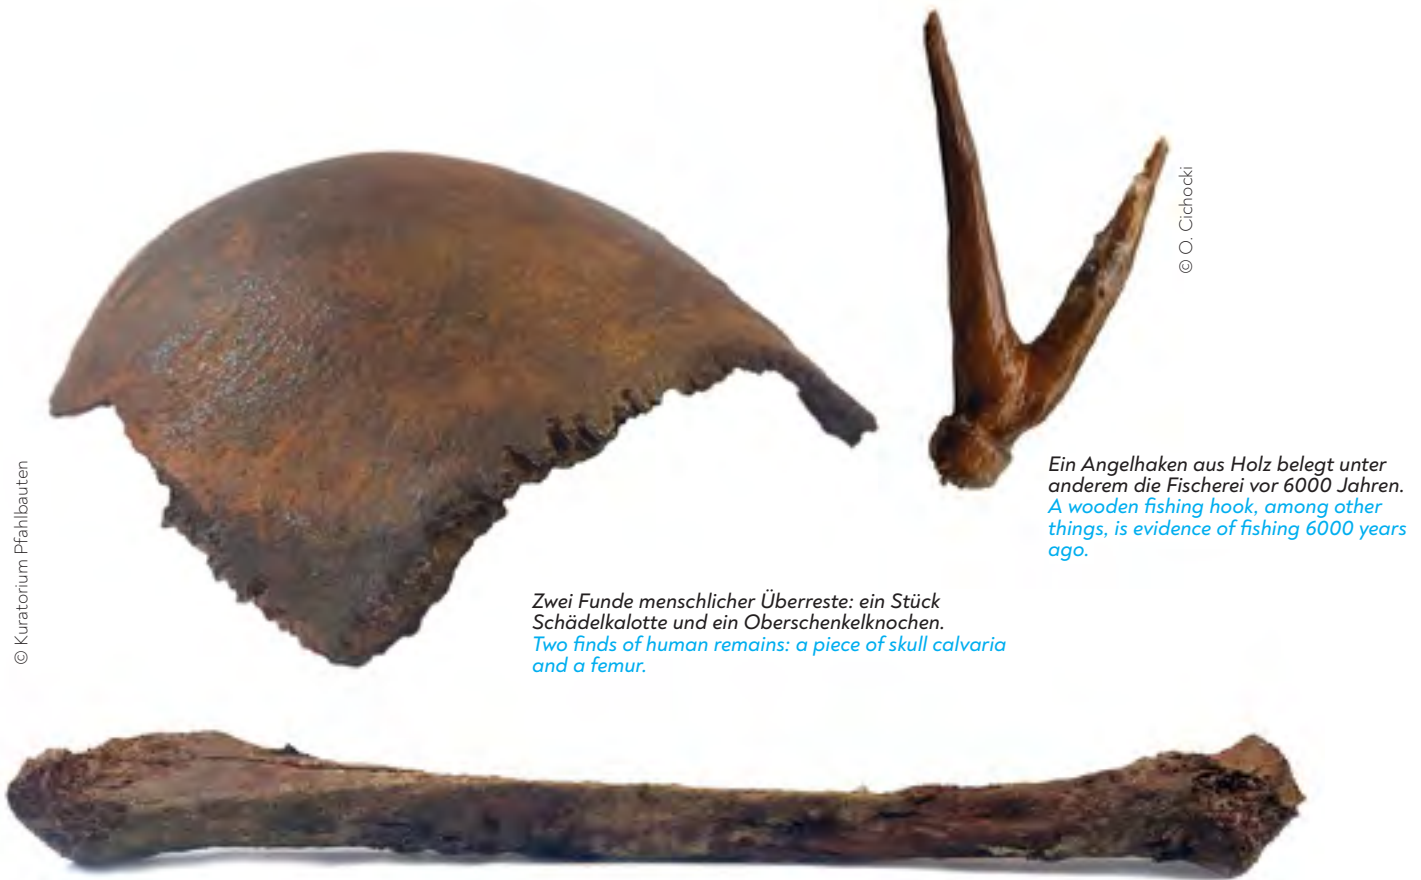 © O. Cichocki
Ein Angelhaken aus Holz belegt unter
anderem die Fischerei vor 6000 Jahren.
A wooden fishing hook, among other
things, is evidence of fishing 6000 years
ago.
© Kuratorium Pfahlbauten
Zwei Funde menschlicher Überreste: ein Stück
Schädelkalotte und ein Oberschenkelknochen.
Two finds of human remains: a piece of skull calvaria
and a femur.